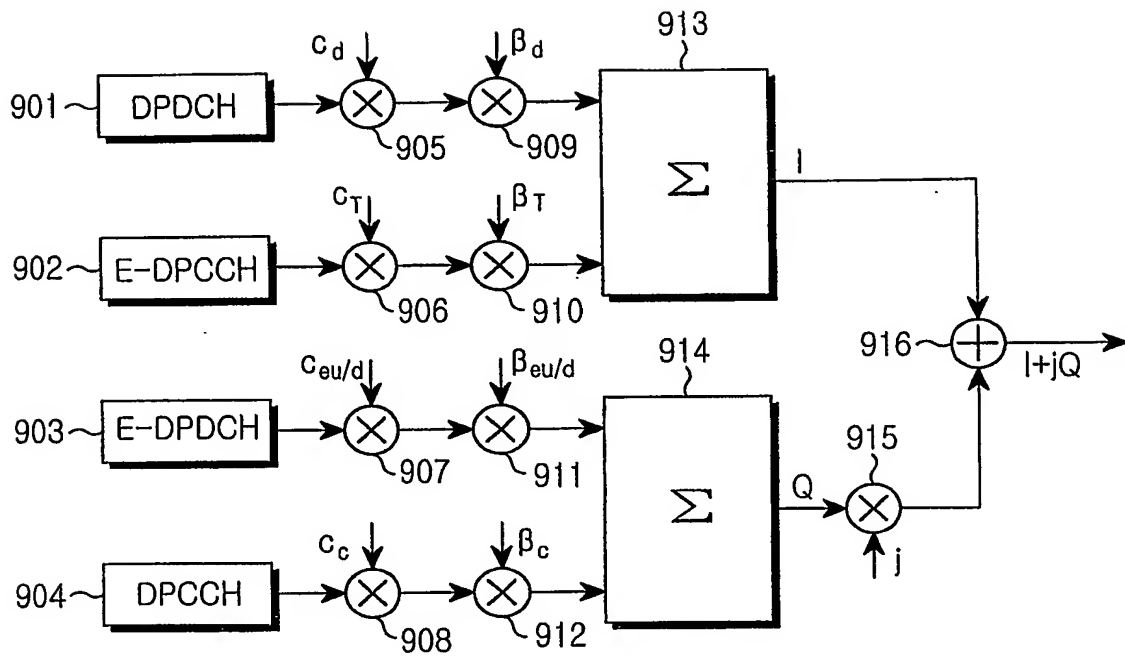 913
c_d
β_d
901
DPDCH
905
909
Σ
I
c_T
β_T
902
E-DPCCH
906
910
914
916
I+jQ
c_eu/d
β_eu/d
903
E-DPDCH
907
911
915
Σ
Q
j
c_c
β_c
904
DPCCH
908
912